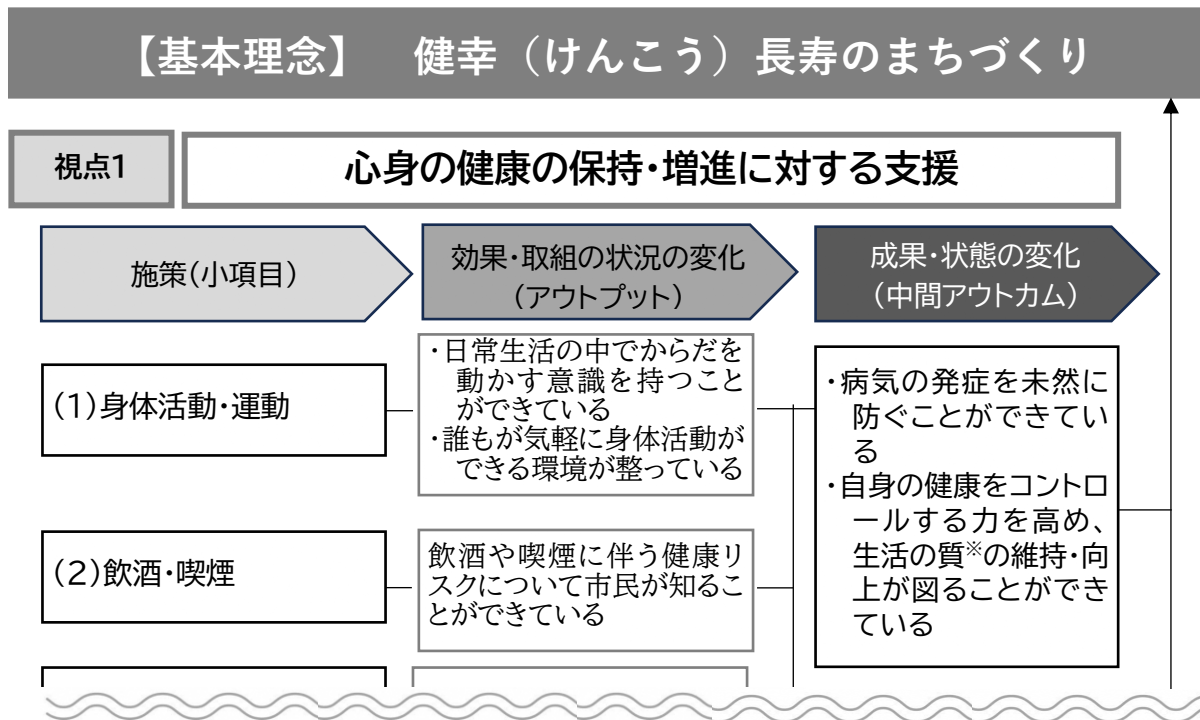 【基本理念】　健幸（けんこう）長寿のまちづくり
視点1
心身の健康の保持・増進に対する支援
施策（小項目）
効果・取組の状況の変化
（アウトプット）
成果・状態の変化
（中間アウトカム）
（1）身体活動・運動
・日常生活の中でからだを
動かす意識を持つこと
ができている
・誰もが気軽に身体活動が
できる環境が整っている
・病気の発症を未然に
防ぐことができてい
る
・自身の健康をコントロ
ールする力を高め、
生活の質※の維持・向
上が図ることができ
ている
（2）飲酒・喫煙
飲酒や喫煙に伴う健康リ
スクについて市民が知るこ
とができている